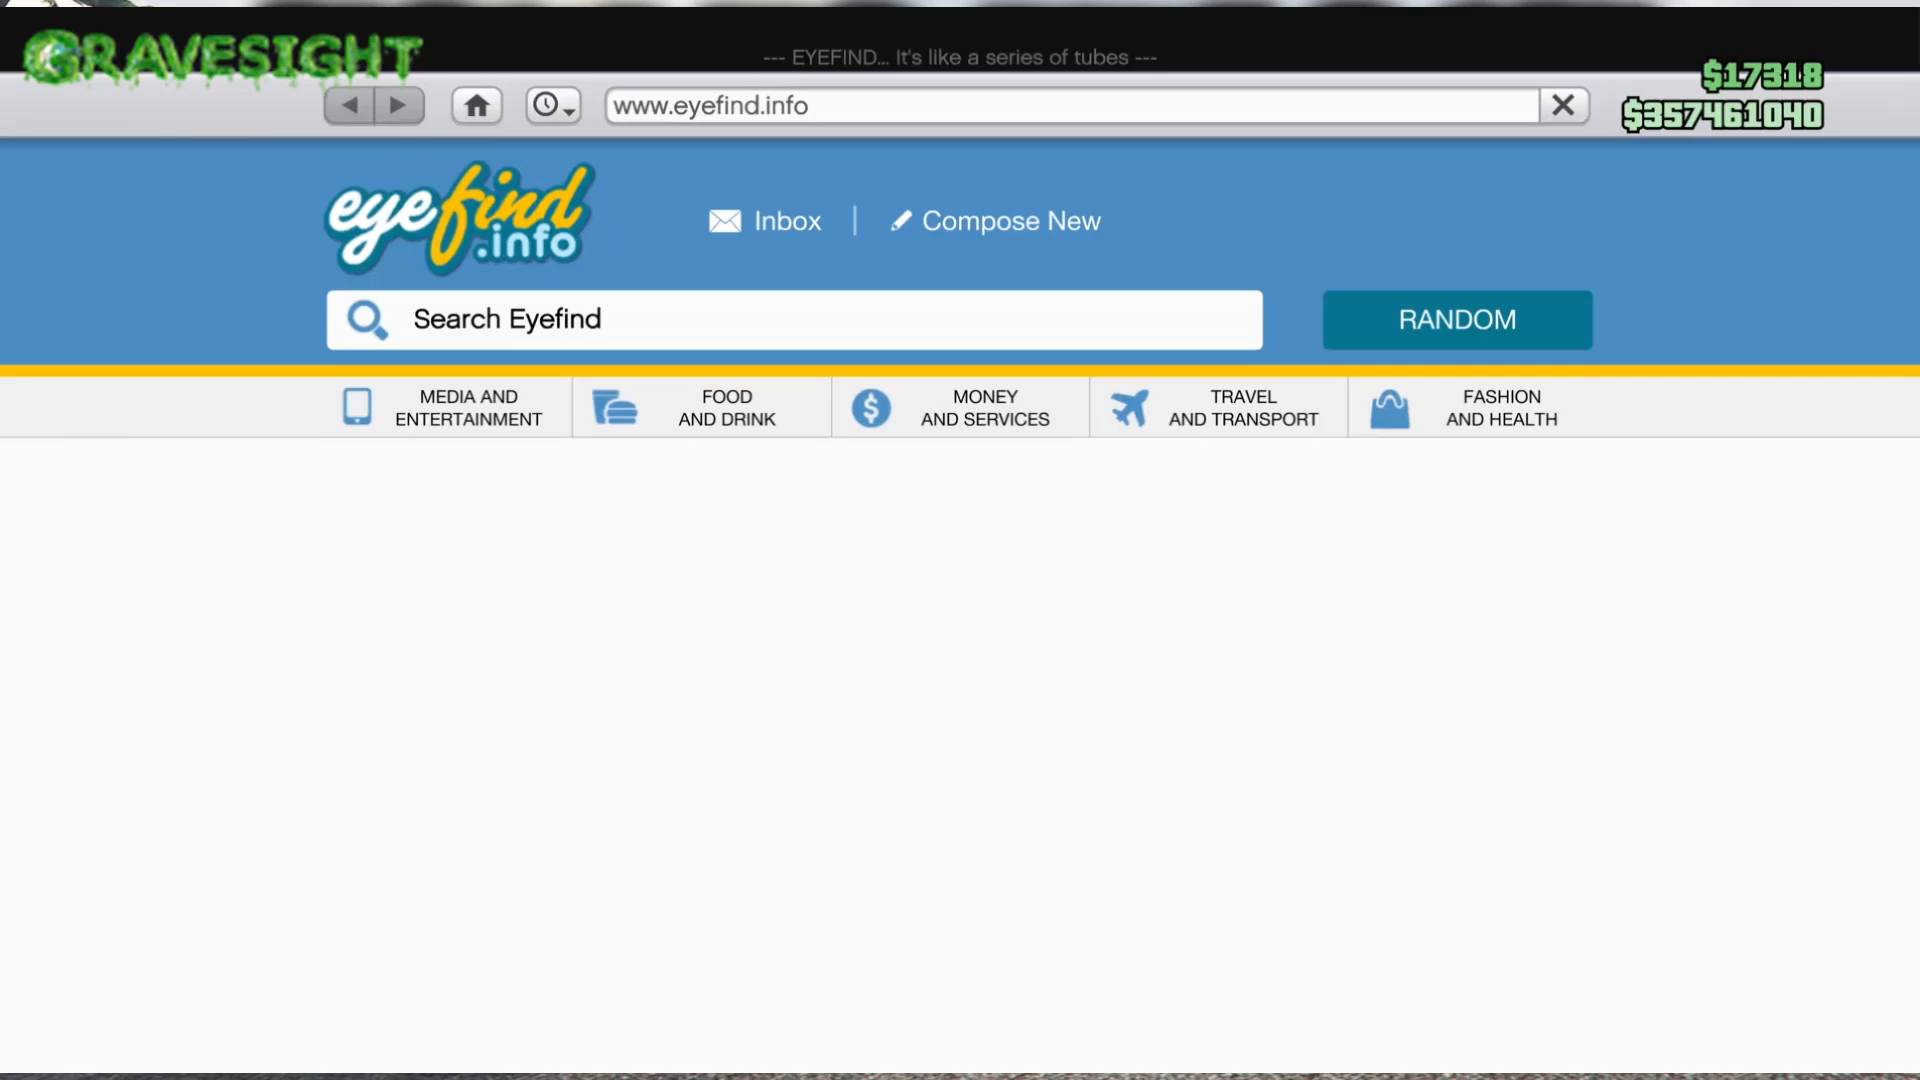 GRAVESIGHT
--- EYEFIND... It's like a series of tubes ---
$17318
www.eyefind.info
$357461040
eyefind.info
Inbox | Compose New
Search Eyefind
RANDOM
MEDIA AND
ENTERTAINMENT
FOOD
AND DRINK
MONEY
AND SERVICES
TRAVEL
AND TRANSPORT
FASHION
AND HEALTH